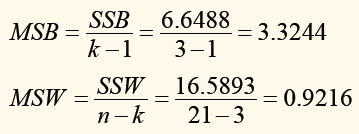 MSB = SSB / k − 1 = 6.6488 / 3 − 1 = 3.3244
MSW = SSW / n − k = 16.5893 / 21 − 3 = 0.9216